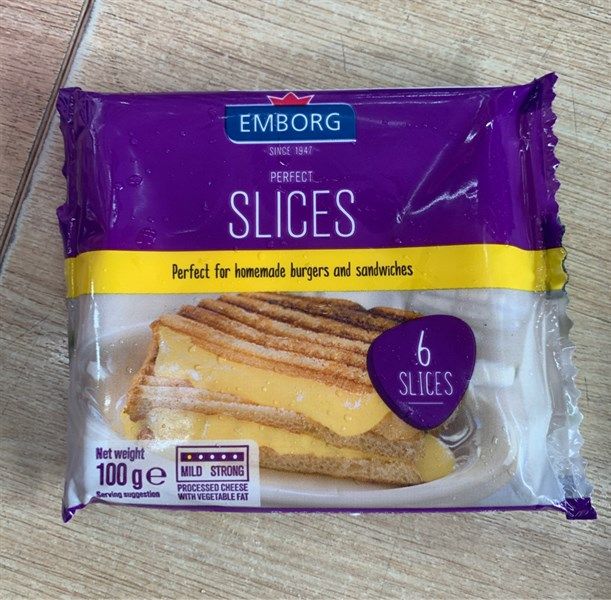 EMBORG
SINCE 1947
PERFECT
SLICES
Perfect for homemade burgers and sandwiches
6
SLICES
Net weight
100 g e
Serving suggestion
MILD STRONG
PROCESSED CHEESE
WITH VEGETABLE FAT